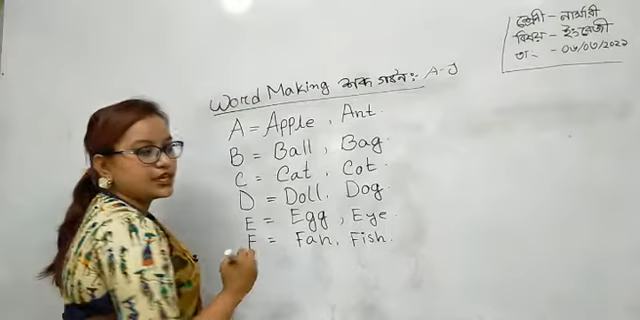 শ্রেণী - নার্সারী
বিষয় - ইংরেজী
তা: - ০৬/০৬/২০২১
Word Making শব্দ গঠন:- A-J
A = Apple, Ant.
B = Ball, Bag.
C = Cat, Cot.
D = Doll, Dog.
E = Egg, Eye.
F = Fan, Fish.